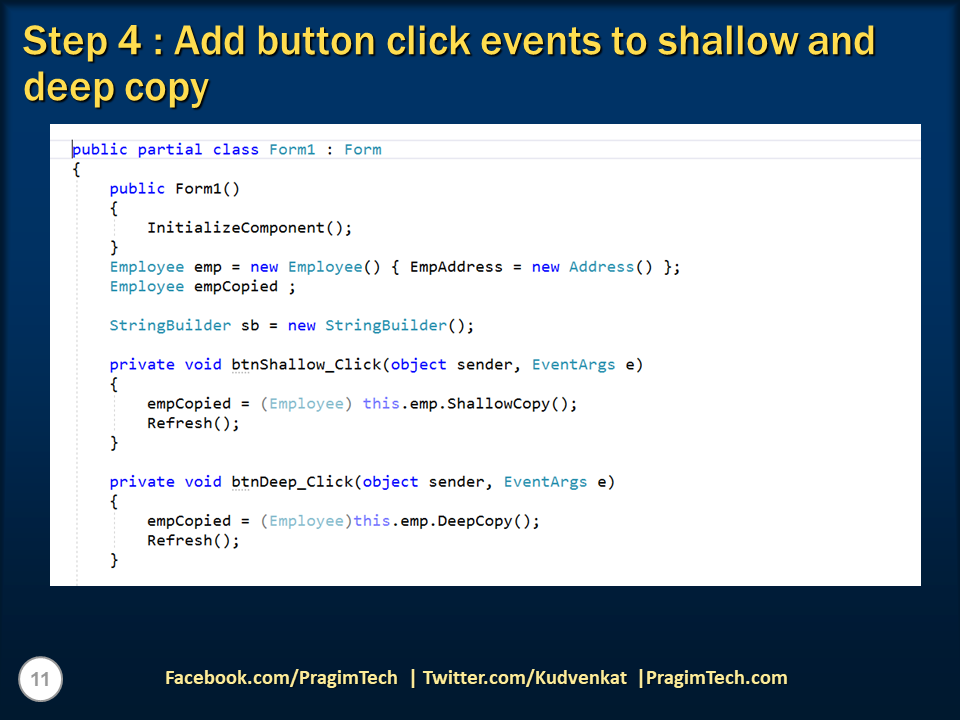 Step 4 : Add button click events to shallow and
deep copy
public partial class Form1 : Form
{
    public Form1()
    {
        InitializeComponent();
    }
    Employee emp = new Employee() { EmpAddress = new Address() };
    Employee empCopied ;
    StringBuilder sb = new StringBuilder();
    private void btnShallow_Click(object sender, EventArgs e)
    {
        empCopied = (Employee) this.emp.ShallowCopy();
        Refresh();
    }
    private void btnDeep_Click(object sender, EventArgs e)
    {
        empCopied = (Employee)this.emp.DeepCopy();
        Refresh();
    }
11
Facebook.com/PragimTech | Twitter.com/Kudvenkat |PragimTech.com